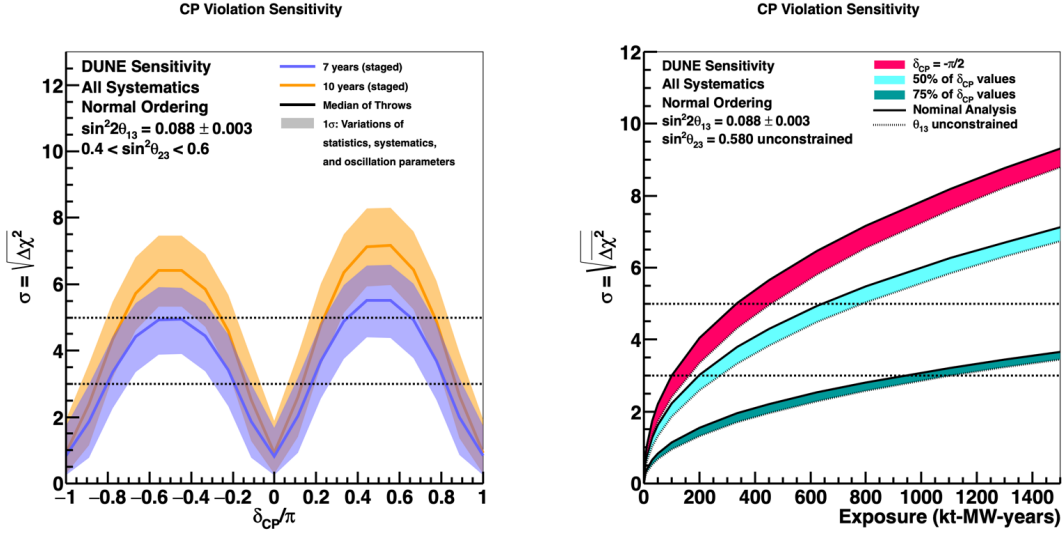 CP Violation Sensitivity
DUNE Sensitivity
All Systematics
Normal Ordering
sin²2θ₁₃ = 0.088 ± 0.003
0.4 < sin²θ₂₃ < 0.6
7 years (staged)
10 years (staged)
Median of Throws
1σ: Variations of
statistics, systematics,
and oscillation parameters
σ = √Δχ²
12
10
8
6
4
2
0
−1 −0.8 −0.6 −0.4 −0.2 0 0.2 0.4 0.6 0.8 1
δCP/π
CP Violation Sensitivity
DUNE Sensitivity
All Systematics
Normal Ordering
sin²2θ₁₃ = 0.088 ± 0.003
sin²θ₂₃ = 0.580 unconstrained
δCP = -π/2
50% of δCP values
75% of δCP values
Nominal Analysis
θ₁₃ unconstrained
σ = √Δχ²
12
10
8
6
4
2
0
0 200 400 600 800 1000 1200 1400
Exposure (kt-MW-years)